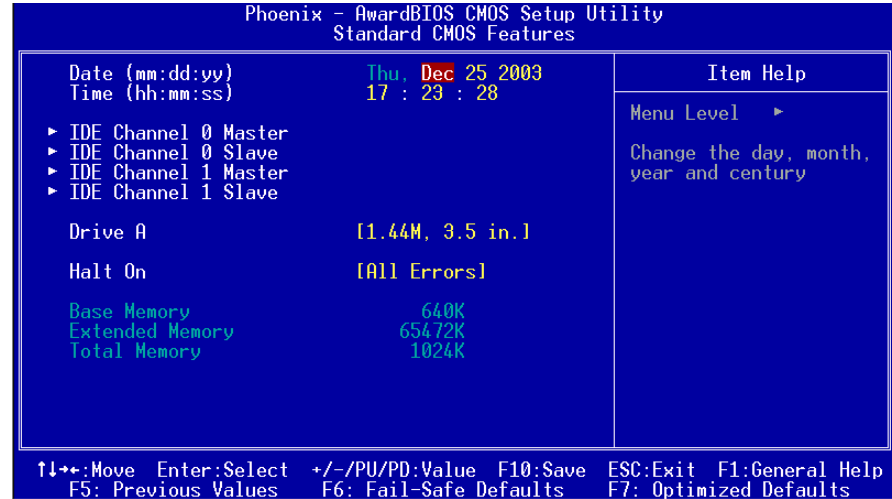 Phoenix - AwardBIOS CMOS Setup Utility
Standard CMOS Features
Date (mm:dd:yy) Thu, Dec 25 2003
Time (hh:mm:ss) 17 : 23 : 28
► IDE Channel 0 Master
► IDE Channel 0 Slave
► IDE Channel 1 Master
► IDE Channel 1 Slave
Drive A [1.44M, 3.5 in.]
Halt On [All Errors]
Base Memory 640K
Extended Memory 65472K
Total Memory 1024K
Item Help
Menu Level ►
Change the day, month,
year and century
↑↓→←:Move Enter:Select +/-/PU/PD:Value F10:Save ESC:Exit F1:General Help
F5: Previous Values F6: Fail-Safe Defaults F7: Optimized Defaults